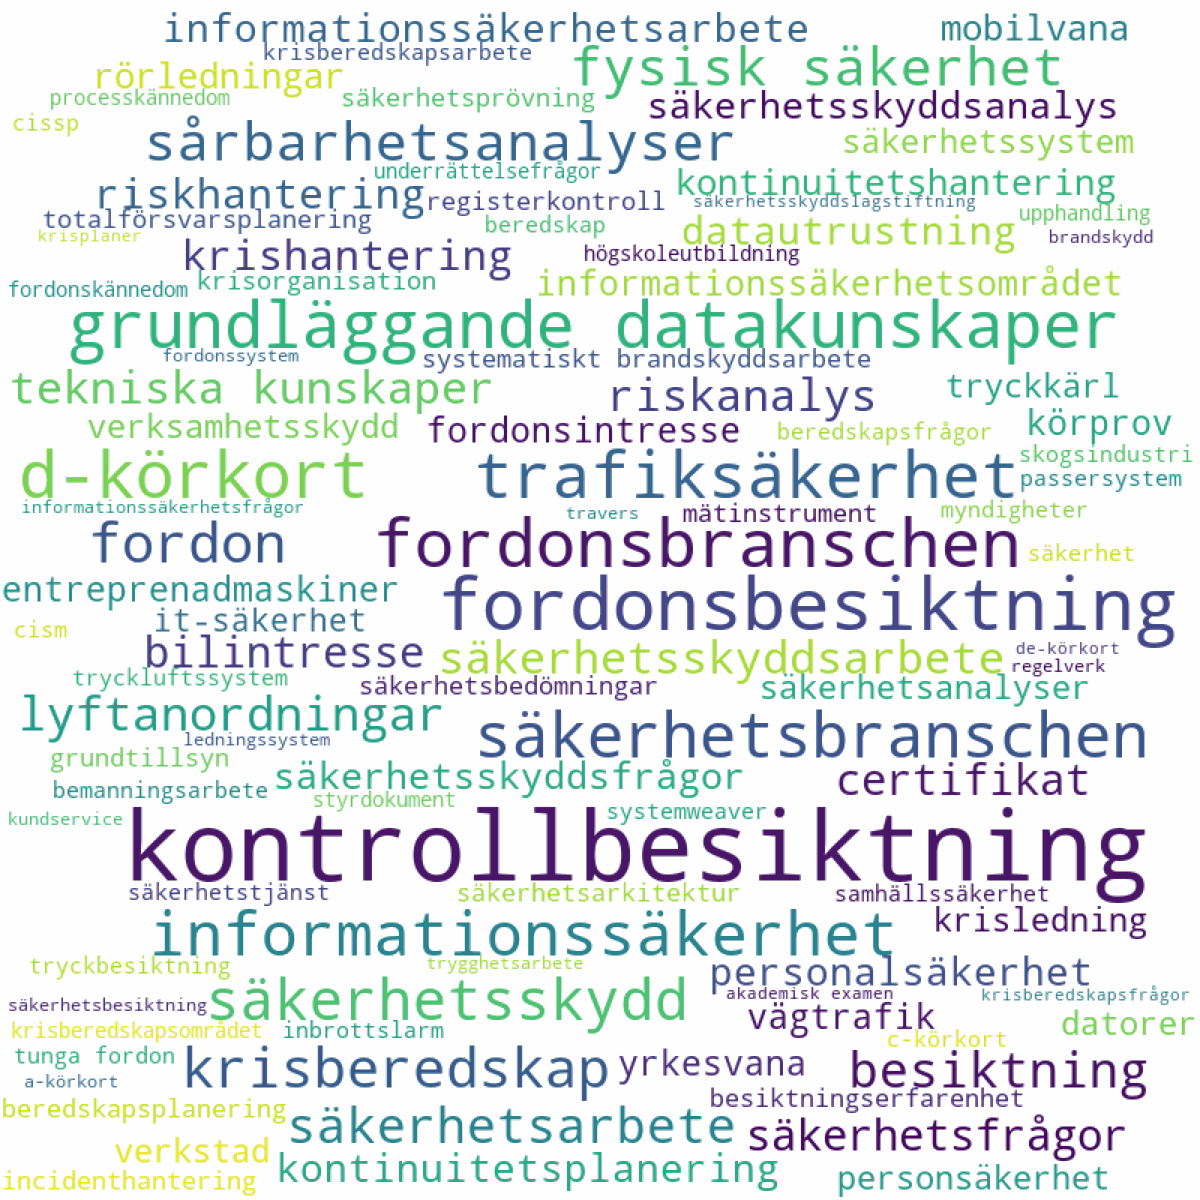 informationssäkerhetsarbete mobilvana
krisberedskapsarbete
rörledningar fysisk säkerhet
processkännedom säkerhetsprövning säkerhetsskyddsanalys
cissp
sårbarhetsanalyser säkerhetssystem
underrättelsefrågor
riskhantering registerkontroll kontinuitetshantering
säkerhetsskyddslagstiftning
totalförsvarsplanering beredskap upphandling
krisplaner datautrustning brandskydd
krishantering högskoleutbildning
fordonskännedom krisorganisation informationssäkerhetsområdet
grundläggande datakunskaper
fordonssystem systematiskt brandskyddsarbete
tekniska kunskaper riskanalys tryckkärl
verksamhetsskydd fordonsintresse beredskapsfrågor körprov
skogsindustri
d-körkort trafiksäkerhet passersystem
informationssäkerhetsfrågor travers mätinstrument myndigheter
fordon fordonsbranschen säkerhet
entreprenadmaskiner fordonsbesiktning
it-säkerhet
cism
bilintresse säkerhetsskyddsarbete de-körkort
regelverk
tryckluftssystem säkerhetsbedömningar säkerhetsanalyser
lyftanordningar säkerhetsbranschen
ledningssystem
grundtillsyn säkerhetsskyddsfrågor certifikat
bemanningsarbete styrdokument
kundservice systemweaver
kontrollbesiktning
säkerhetstjänst säkerhetsarkitektur samhällssäkerhet
informationssäkerhet krisledning
tryckbesiktning trygghetsarbete personalsäkerhet
säkerhetsbesiktning säkerhetsskydd akademisk examen krisberedskapsfrågor
krisberedskapsområdet inbrottslarm vägtrafik datorer
c-körkort
tunga fordon krisberedskap yrkesvana besiktning
a-körkort
beredskapsplanering besiktningserfarenhet
säkerhetsarbete säkerhetsfrågor
verkstad
incidenthantering kontinuitetsplanering personsäkerhet